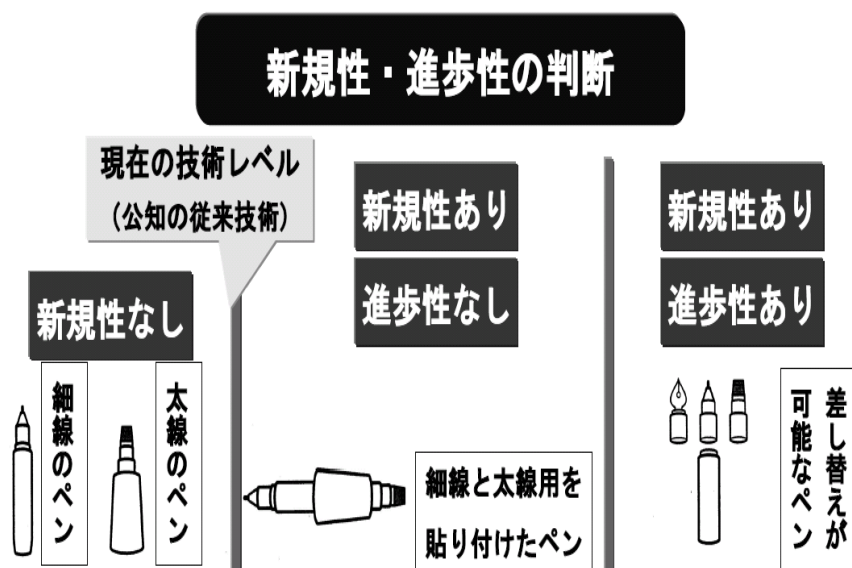 新規性・進歩性の判断
現在の技術レベル
（公知の従来技術）
新規性なし
細線のペン
太線のペン
新規性あり
進歩性なし
細線と太線用を
貼り付けたペン
新規性あり
進歩性あり
差し替えが
可能なペン